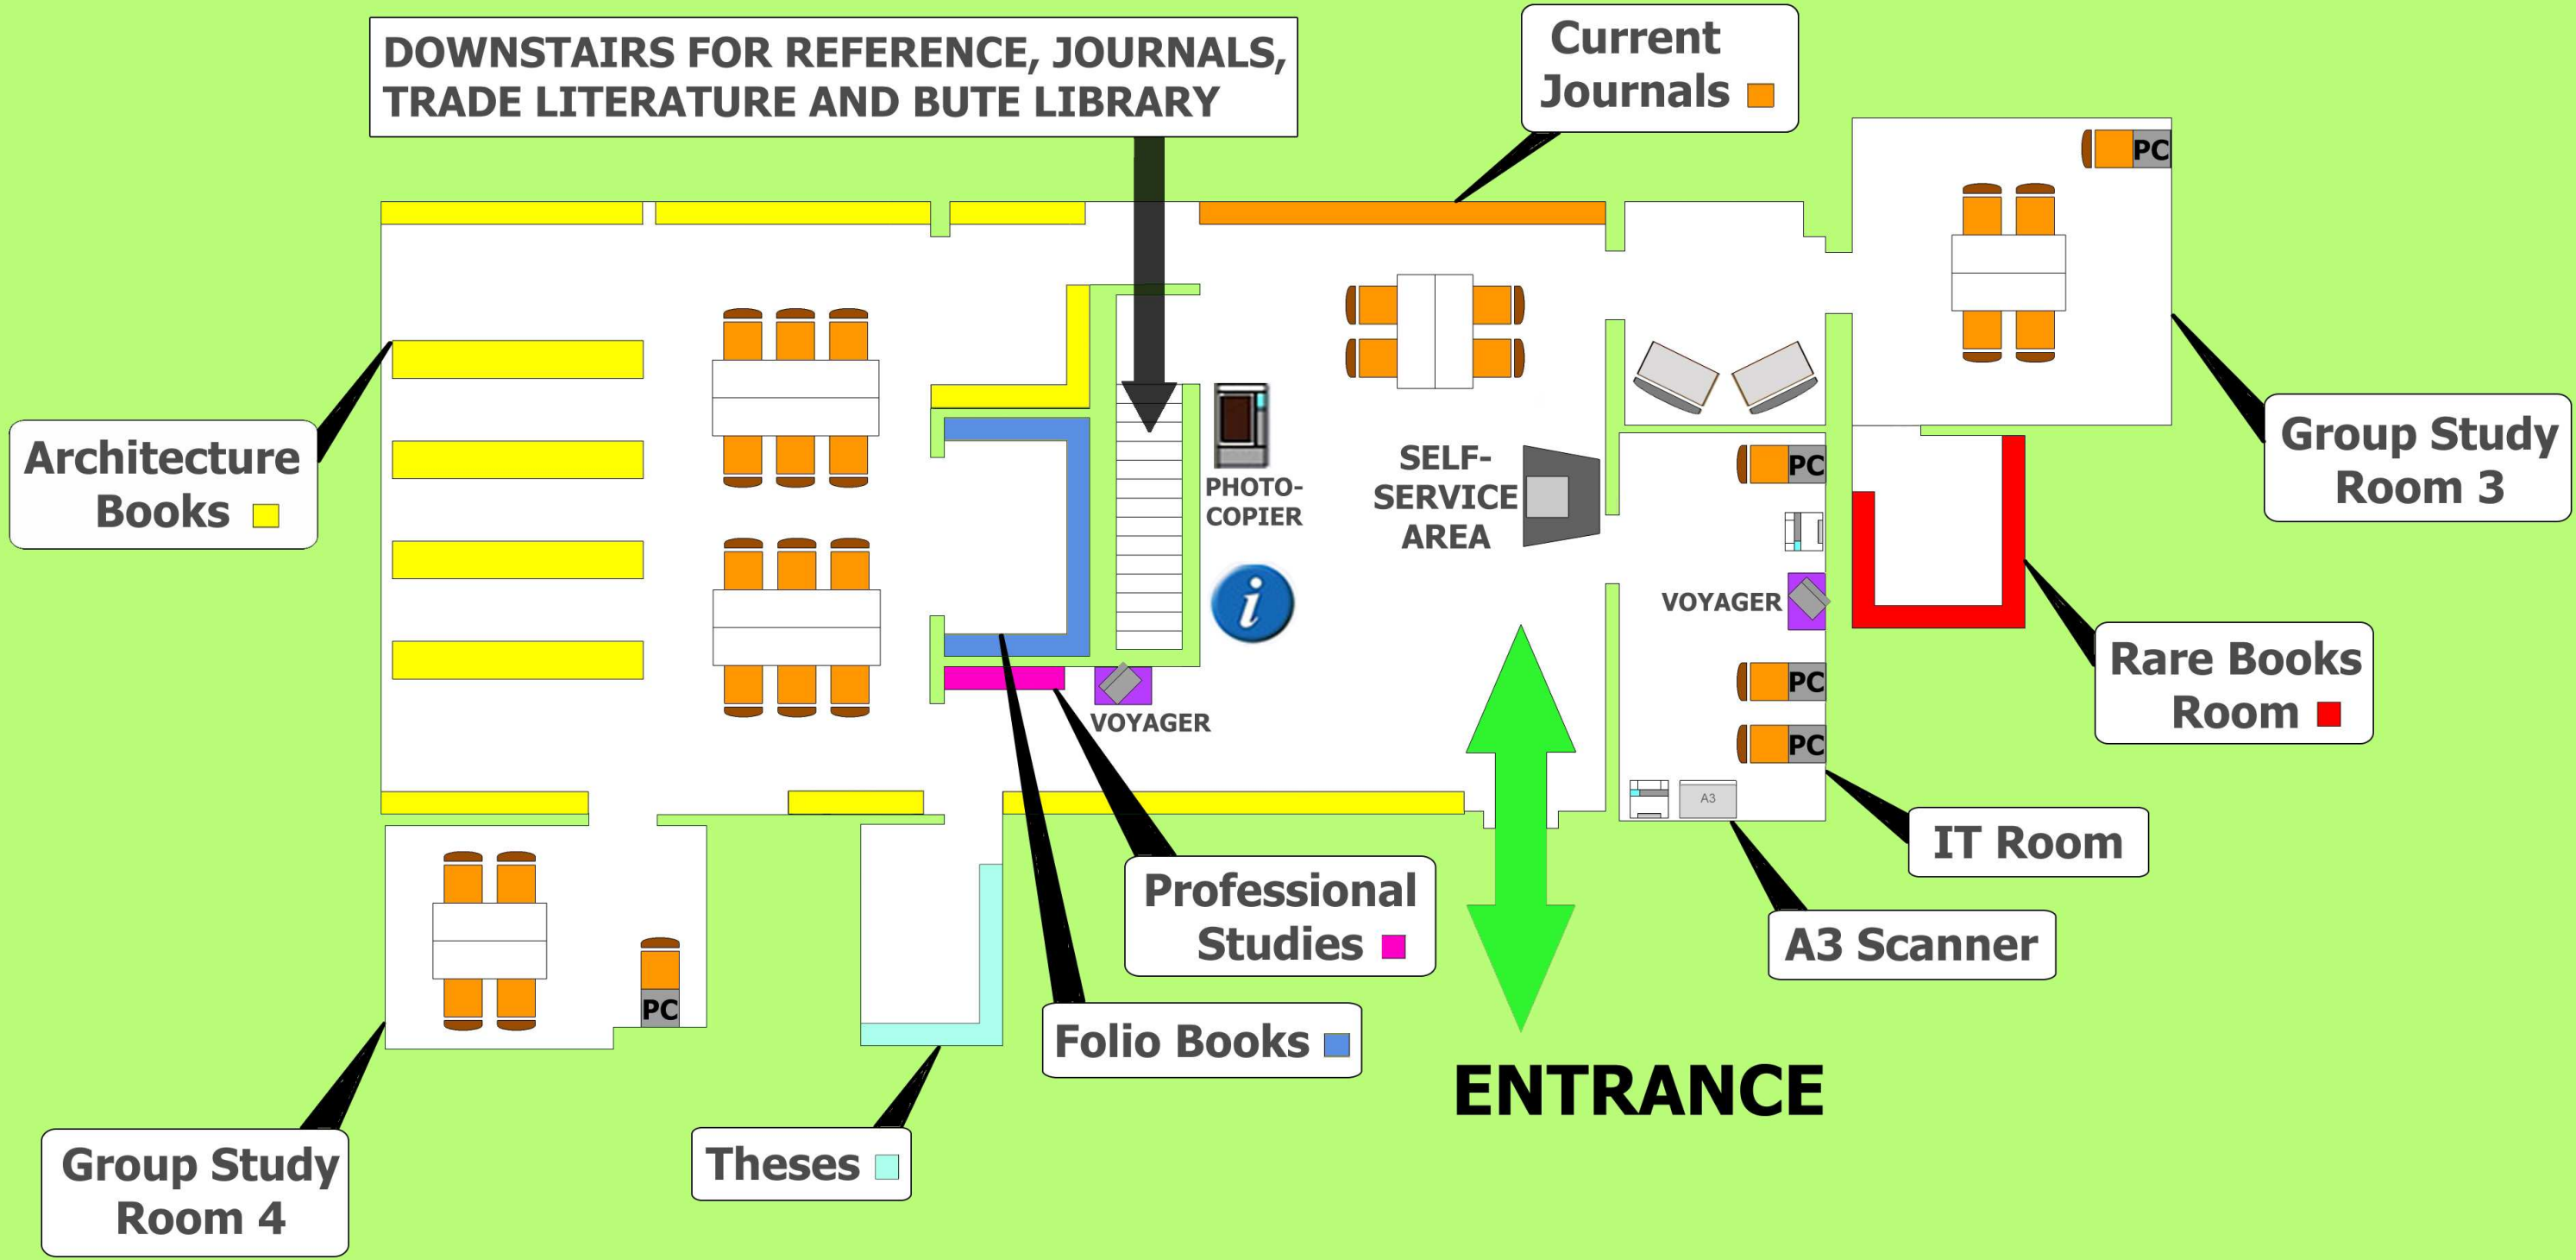 DOWNSTAIRS FOR REFERENCE, JOURNALS,
TRADE LITERATURE AND BUTE LIBRARY
Current
Journals
PC
Architecture
Books
PHOTO-
COPIER
i
SELF-
SERVICE
AREA
PC
Group Study
Room 3
VOYAGER
Rare Books
Room
PC
PC
VOYAGER
A3
IT Room
A3 Scanner
Professional
Studies
Folio Books
PC
ENTRANCE
Theses
Group Study
Room 4